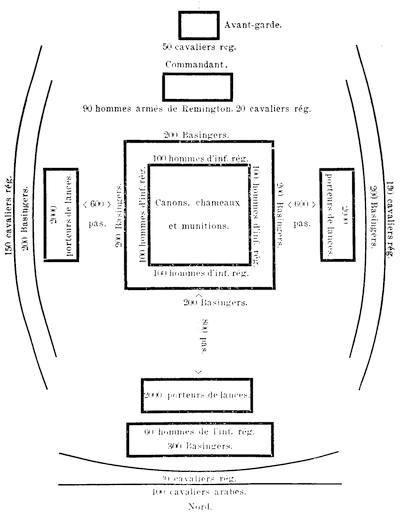 Avant-garde.
50 cavaliers rég.
Commandant.
90 hommes armés de Remington. 20 cavaliers rég.
200 Basingers.
100 hommes d'inf. rég.
150 cavaliers rég.
200 Basingers.
2000
porteurs de lances.
< 600 >
pas.
200 Basingers.
100 hommes d'inf. rég.
Canons, chameaux
et munitions.
100 hommes d'inf. rég.
200 Basingers.
< 600 >
pas.
2000
porteurs de lances.
200 Basingers.
cavaliers rég.
100 hommes d'inf. rég.
200 Basingers.
800 pas.
2000 porteurs de lances.
60 hommes de l'inf. rég.
300 Basingers.
cavaliers rég.
100 cavaliers arabes.
Nord.